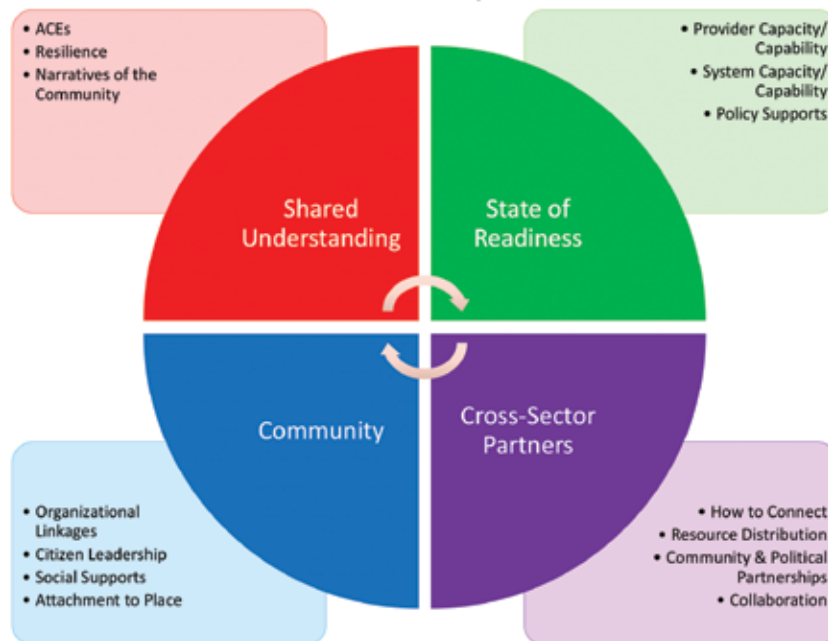 • ACEs
• Resilience
• Narratives of the
Community
• Provider Capacity/
Capability
• System Capacity/
Capability
• Policy Supports
Shared
Understanding
State of
Readiness
Community
Cross-Sector
Partners
• Organizational
Linkages
• Citizen Leadership
• Social Supports
• Attachment to Place
• How to Connect
• Resource Distribution
• Community & Political
Partnerships
• Collaboration